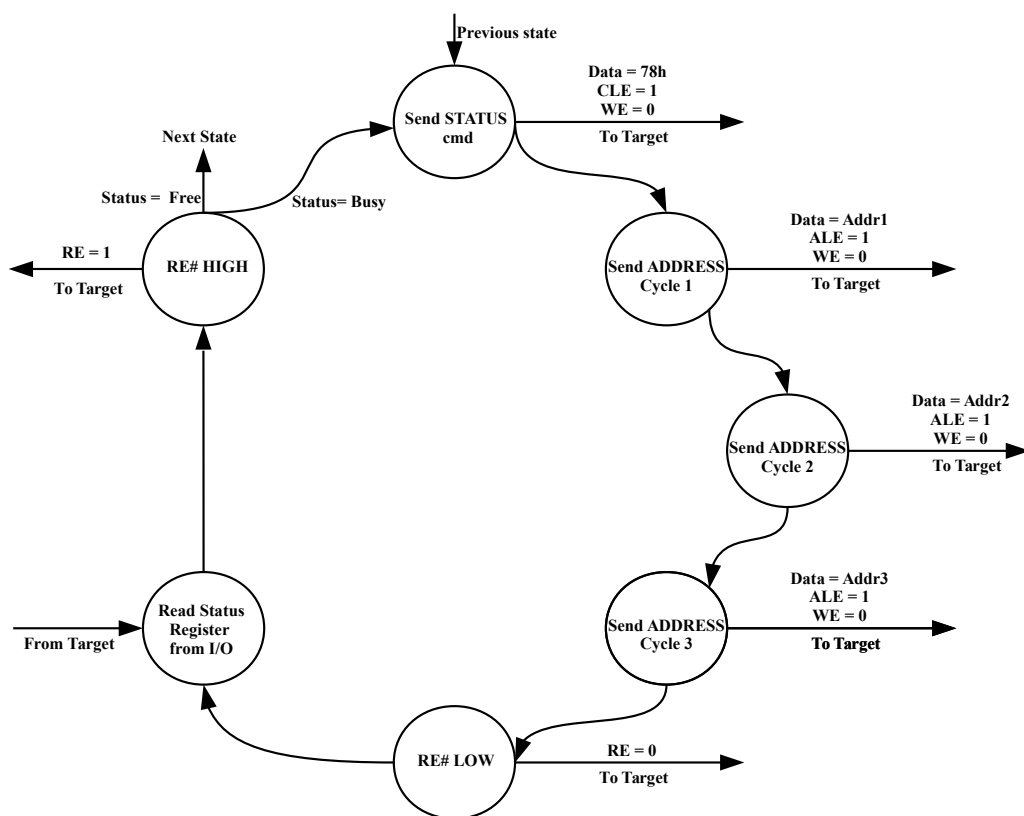 Previous state
Data = 78h
CLE = 1
WE = 0
To Target
Send STATUS
cmd
Next State
Status = Free
Status= Busy
RE = 1
To Target
RE# HIGH
Data = Addr1
ALE = 1
WE = 0
To Target
Send ADDRESS
Cycle 1
Data = Addr2
ALE = 1
WE = 0
To Target
Send ADDRESS
Cycle 2
Data = Addr3
ALE = 1
WE = 0
To Target
Send ADDRESS
Cycle 3
Read Status
Register
from I/O
From Target
RE# LOW
RE = 0
To Target